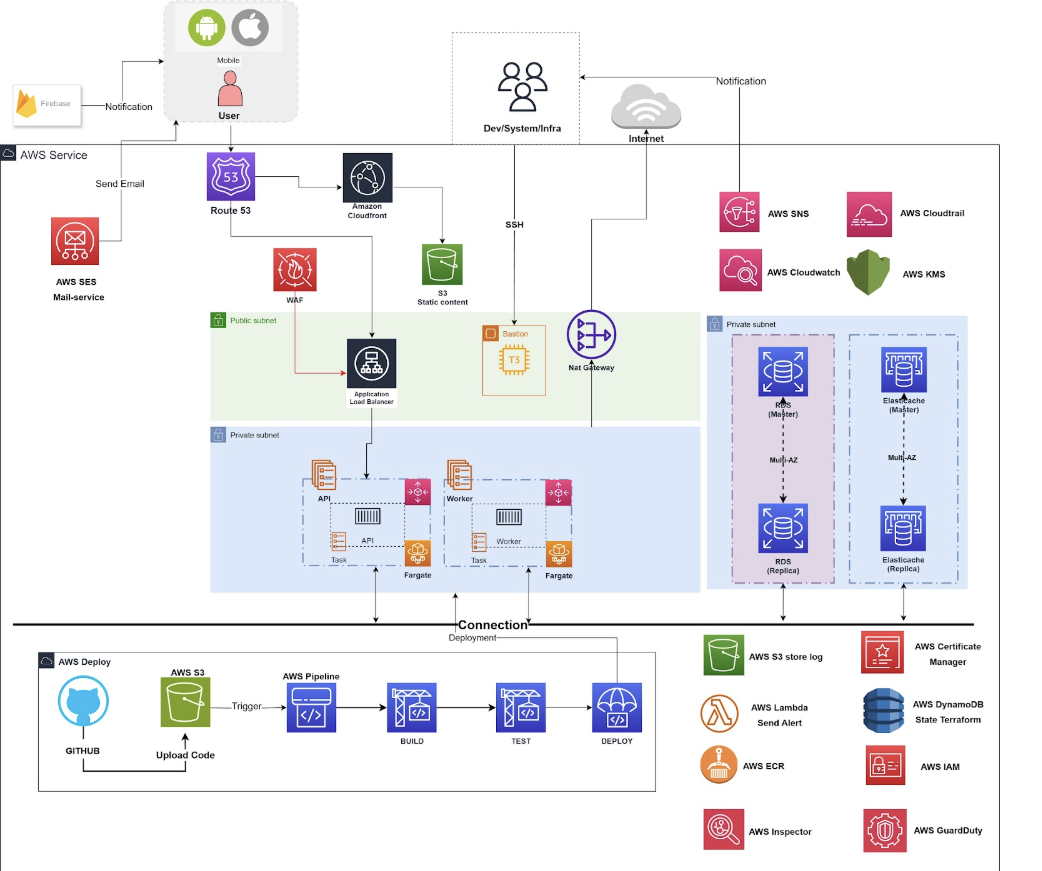 Mobile
User
Firebase
Notification
Dev/System/Infra
Internet
Notification
AWS Service
Send Email
53
Route 53
Amazon
Cloudfront
SSH
AWS SNS
AWS Cloudtrail
AWS SES
Mail-service
WAF
S3
Static content
AWS Cloudwatch
AWS KMS
Public subnet
Bastion
T3
Nat Gateway
Application
Load Balancer
Private subnet
RDS
(Master)
Elasticache
(Master)
Multi-AZ
Multi-AZ
RDS
(Replica)
Elasticache
(Replica)
Private subnet
API
Worker
API
Worker
Task
Task
Fargate
Fargate
Connection
Deployment
AWS Deploy
GITHUB
AWS S3
Upload Code
Trigger
AWS Pipeline
</>
</>
BUILD
</>
TEST
</>
DEPLOY
AWS S3 store log
AWS Certificate
Manager
AWS Lambda
Send Alert
AWS DynamoDB
State Terraform
AWS ECR
AWS IAM
AWS Inspector
AWS GuardDuty